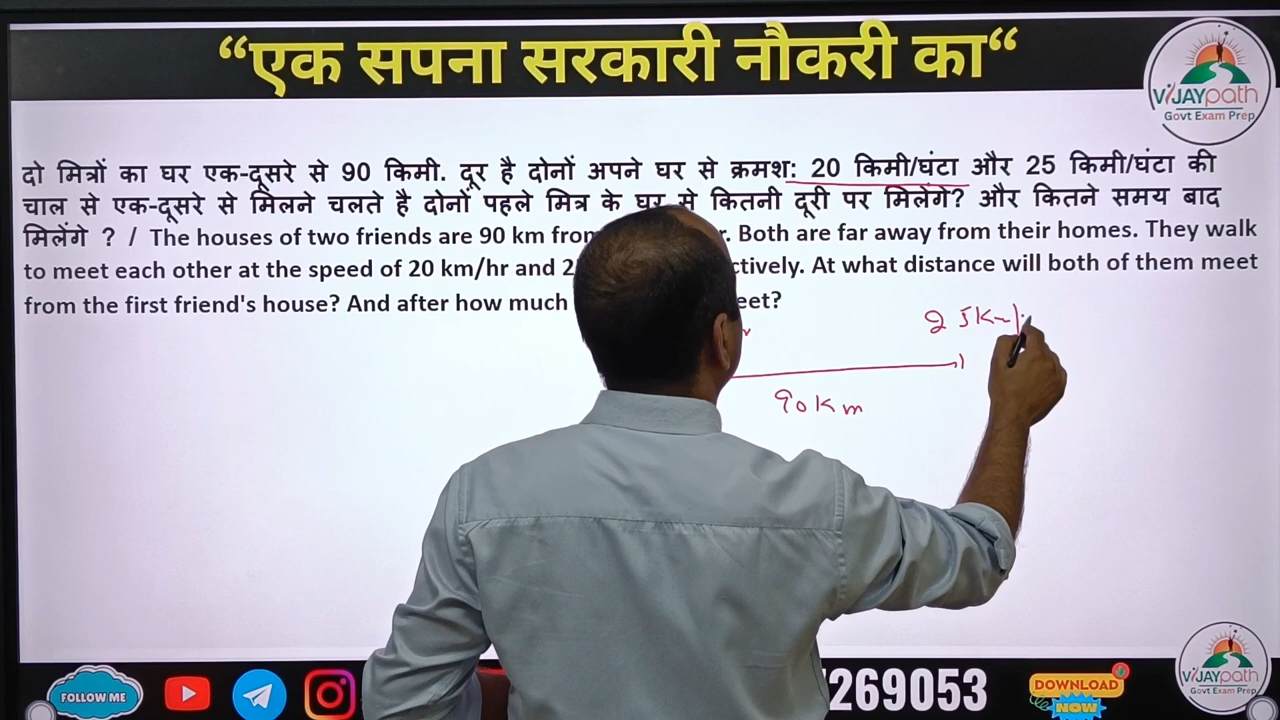 “एक सपना सरकारी नौकरी का“
ViJAYpath
Govt Exam Prep
दो मित्रों का घर एक-दूसरे से 90 किमी. दूर है दोनों अपने घर से क्रमश: 20 किमी/घंटा और 25 किमी/घंटा की
चाल से एक-दूसरे से मिलने चलते है दोनों पहले मित्र के घर से कितनी दूरी पर मिलेंगे? और कितने समय बाद
मिलेंगे ? / The houses of two friends are 90 km . Both are far away from their homes. They walk
to meet each other at the speed of 20 km/hr and . At what distance will both of them meet
from the first friend's house? And after how much
25Km/
90Km
FOLLOW ME
269053
DOWNLOAD
NOW
ViJAYpath
Govt Exam Prep